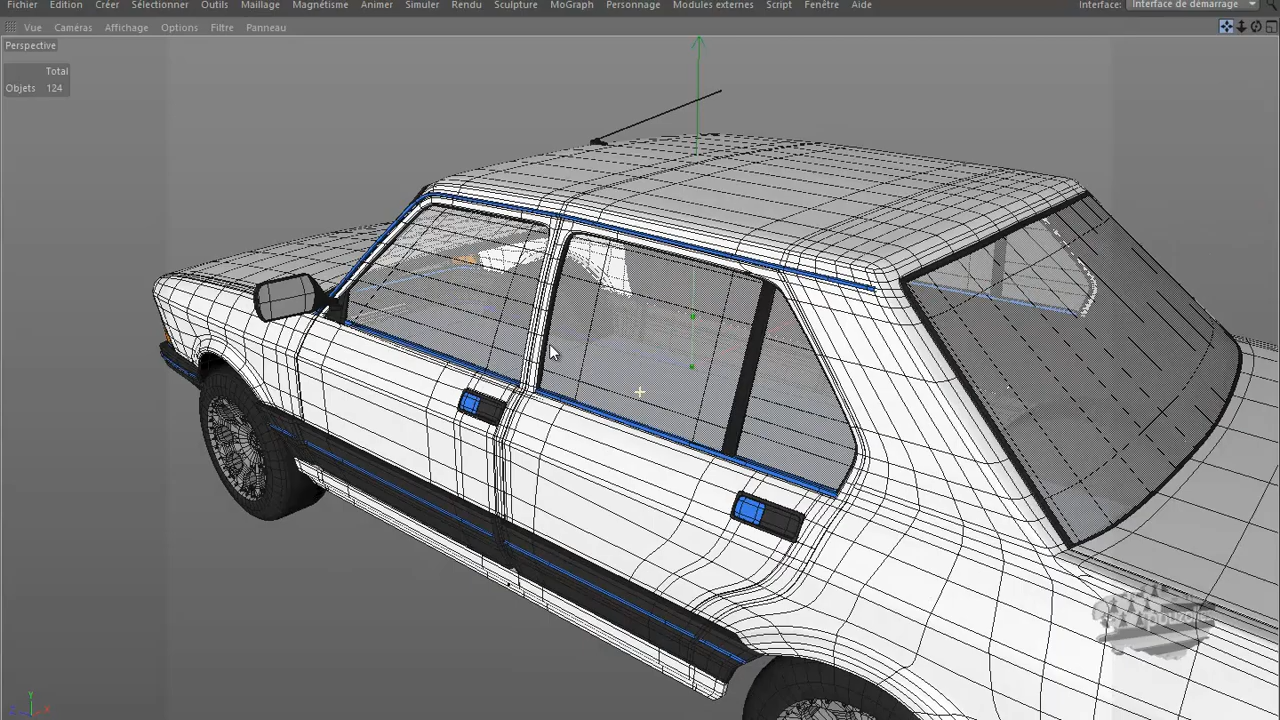 Fichier Edition Créer Sélectionner Outils Maillage Magnétisme Animer Simuler Rendu Sculpture MoGraph Personnage Modules externes Script Fenêtre Aide Interface: Interface de démarrage
Vue Caméras Affichage Options Filtre Panneau
Perspective
Total
Objets 124
Y
X